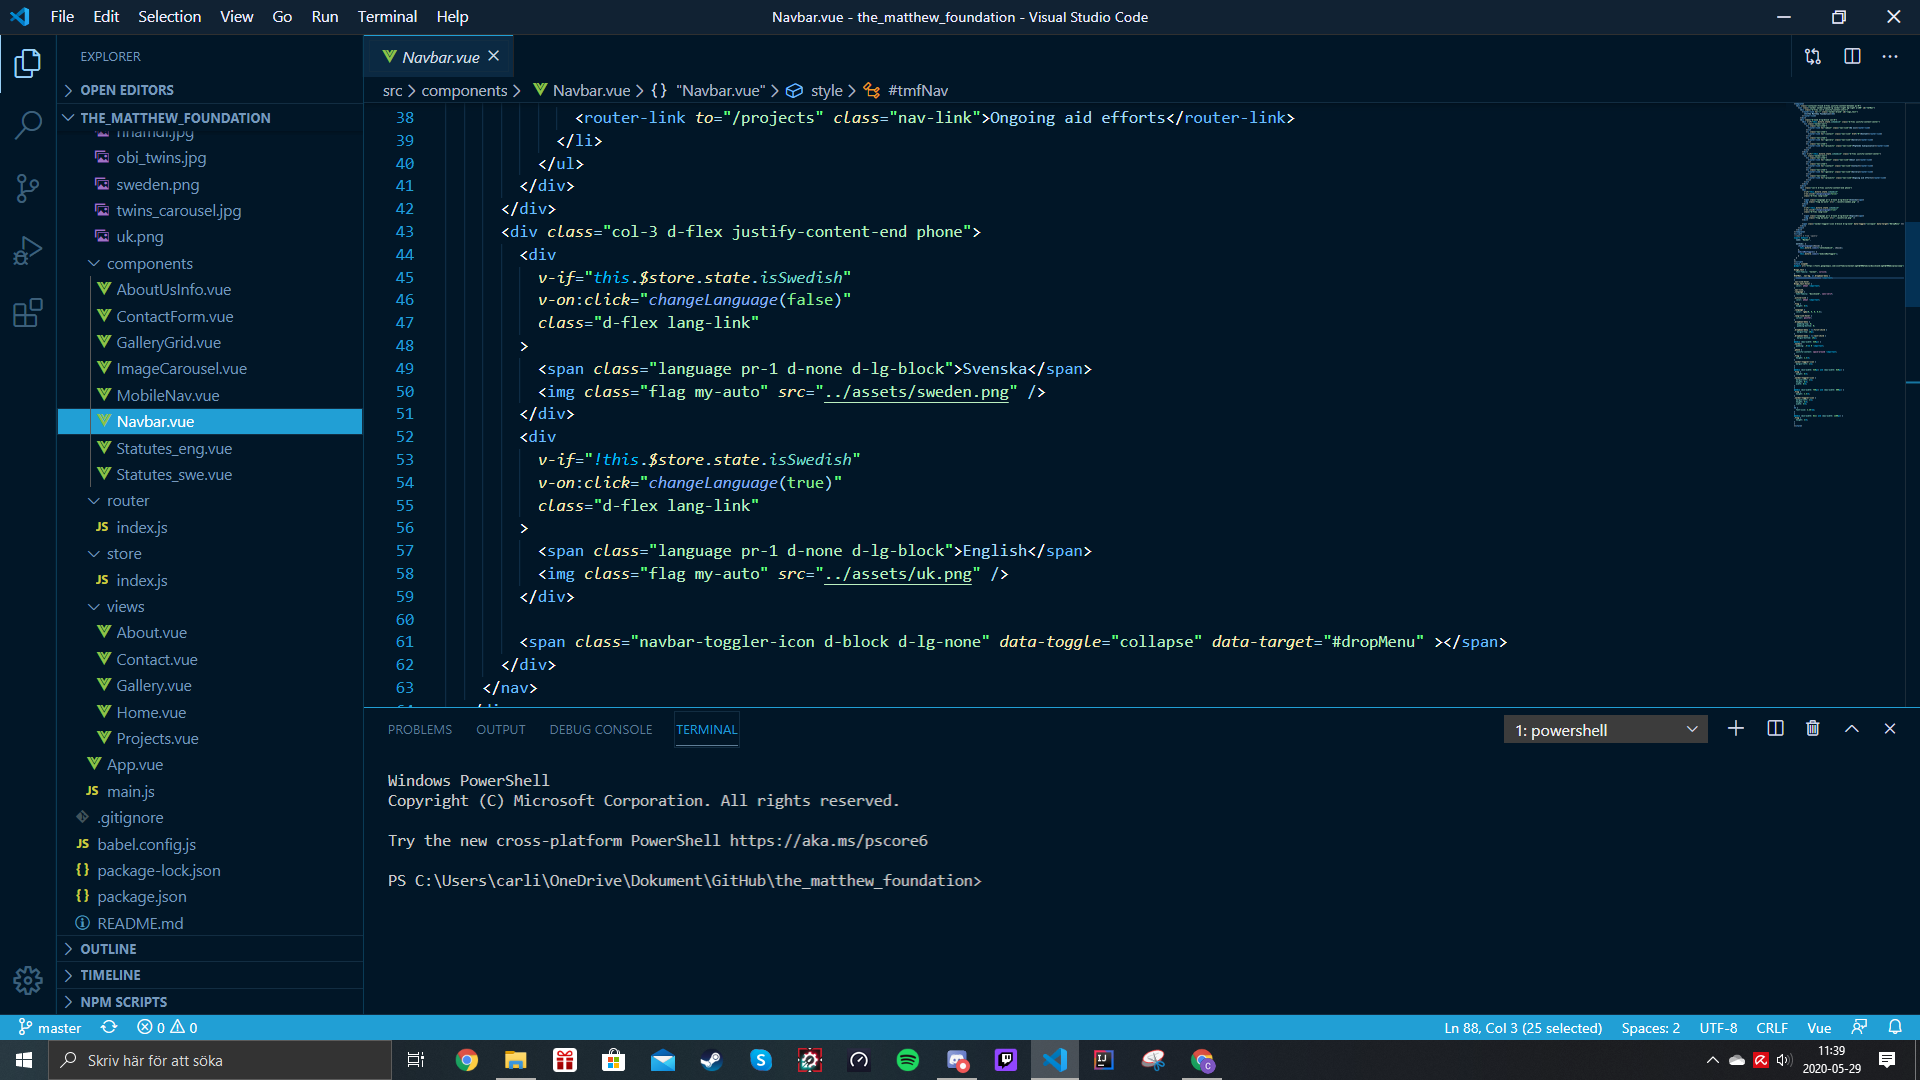 File Edit Selection View Go Run Terminal Help
Navbar.vue - the_matthew_foundation - Visual Studio Code
EXPLORER
OPEN EDITORS
THE_MATTHEW_FOUNDATION
nnamdi.jpg
obi_twins.jpg
sweden.png
twins_carousel.jpg
uk.png
components
AboutUsInfo.vue
ContactForm.vue
GalleryGrid.vue
ImageCarousel.vue
MobileNav.vue
Navbar.vue
Statutes_eng.vue
Statutes_swe.vue
router
JS index.js
store
JS index.js
views
About.vue
Contact.vue
Gallery.vue
Home.vue
Projects.vue
App.vue
JS main.js
.gitignore
JS babel.config.js
{} package-lock.json
{} package.json
README.md
OUTLINE
TIMELINE
NPM SCRIPTS
Navbar.vue
src > components > Navbar.vue > {} "Navbar.vue" > style > #tmfNav
38 <router-link to="/projects" class="nav-link">Ongoing aid efforts</router-link>
39 </li>
40 </ul>
41 </div>
42 </div>
43 <div class="col-3 d-flex justify-content-end phone">
44 <div
45 v-if="this.$store.state.isSwedish"
46 v-on:click="changeLanguage(false)"
47 class="d-flex lang-link"
48 >
49 <span class="language pr-1 d-none d-lg-block">Svenska</span>
50 <img class="flag my-auto" src="../assets/sweden.png" />
51 </div>
52 <div
53 v-if="!this.$store.state.isSwedish"
54 v-on:click="changeLanguage(true)"
55 class="d-flex lang-link"
56 >
57 <span class="language pr-1 d-none d-lg-block">English</span>
58 <img class="flag my-auto" src="../assets/uk.png" />
59 </div>
60
61 <span class="navbar-toggler-icon d-block d-lg-none" data-toggle="collapse" data-target="#dropMenu" ></span>
62 </div>
63 </nav>
PROBLEMS OUTPUT DEBUG CONSOLE TERMINAL
1: powershell
Windows PowerShell
Copyright (C) Microsoft Corporation. All rights reserved.
Try the new cross-platform PowerShell https://aka.ms/pscore6
PS C:\Users\carli\OneDrive\Dokument\GitHub\the_matthew_foundation>
master 0 0
Ln 88, Col 3 (25 selected) Spaces: 2 UTF-8 CRLF Vue
Skriv här för att söka
11:39
2020-05-29